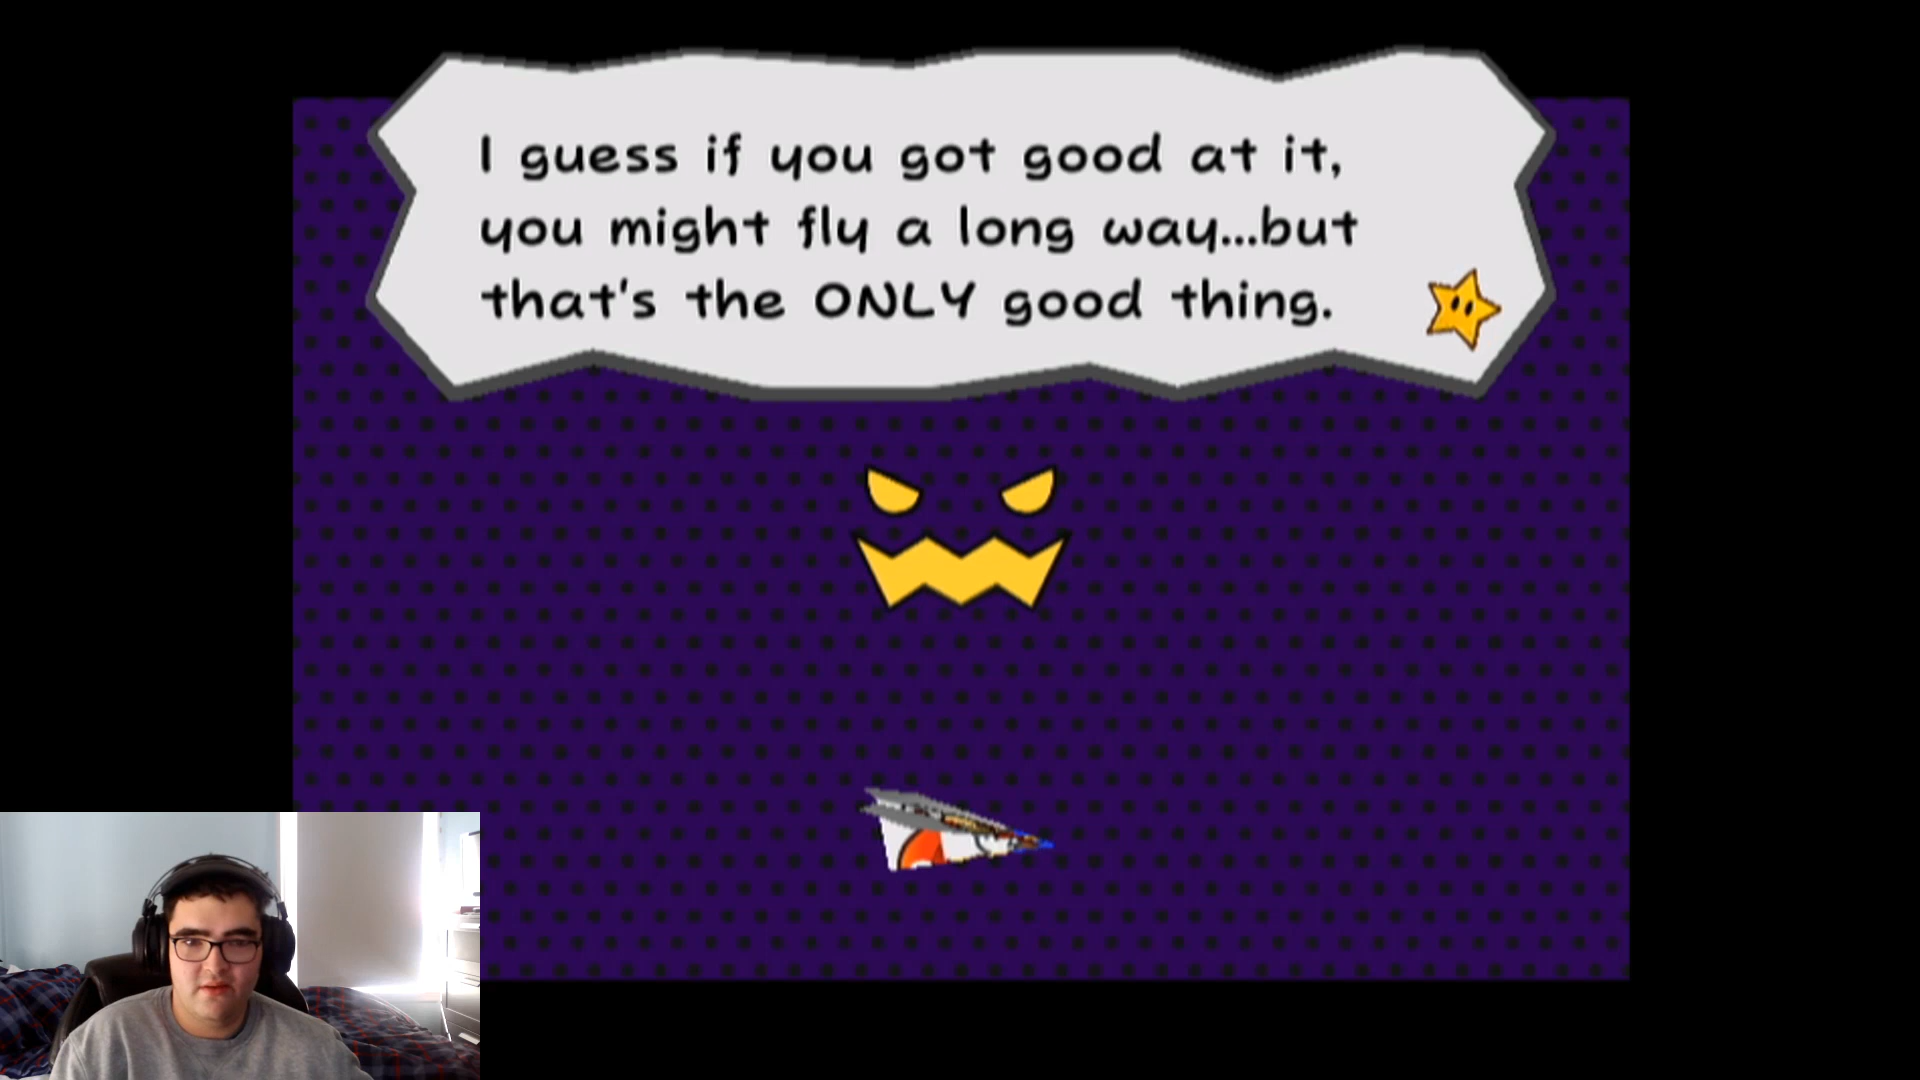 I guess if you got good at it,
you might fly a long way...but
that's the ONLY good thing.